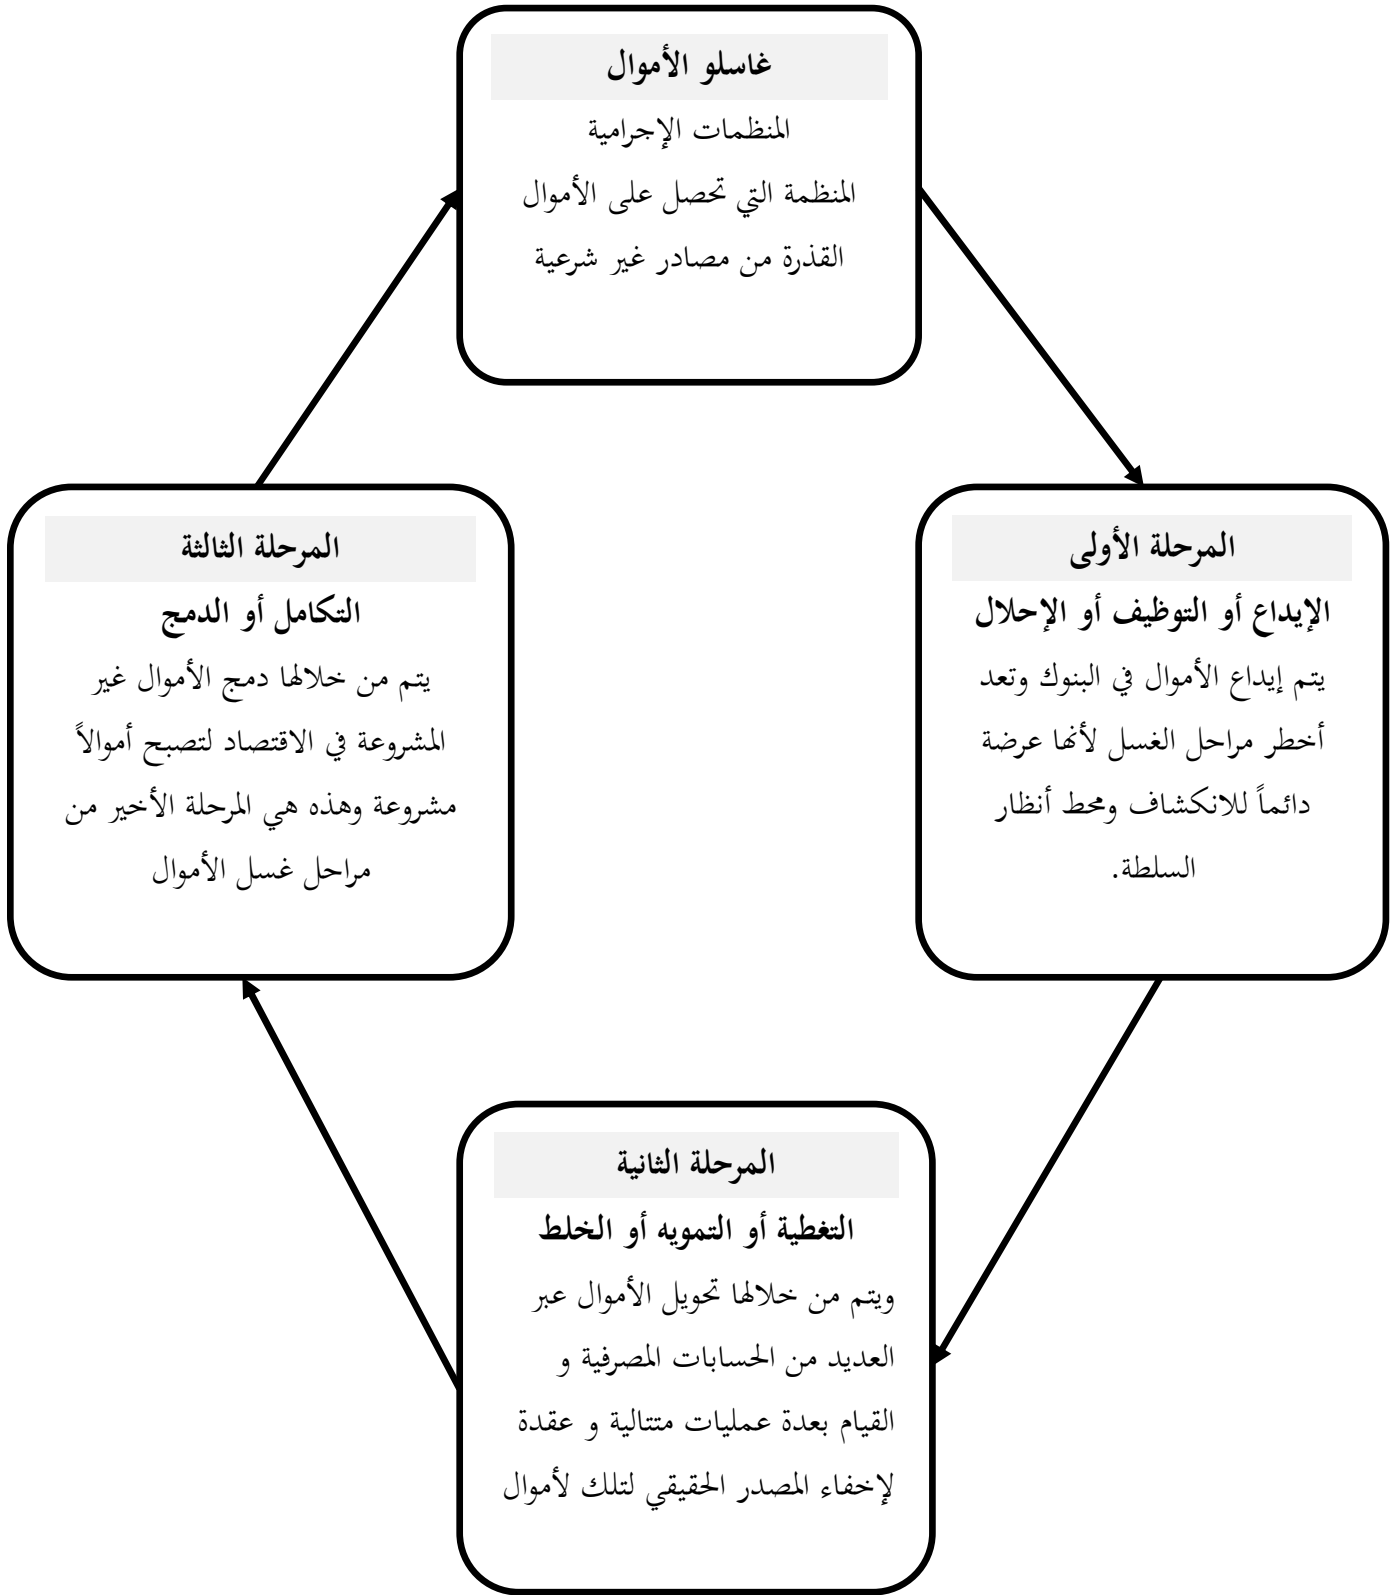 غاسلو الأموال
المنظمات الإجرامية
المنظمة التي تحصل على الأموال
القذرة من مصادر غير شرعية
المرحلة الأولى
الإيداع أو التوظيف أو الإحلال
يتم إيداع الأموال في البنوك وتعد
أخطر مراحل الغسل لأنها عرضة
دائماً للانكشاف ومحط أنظار
السلطة.
المرحلة الثانية
التغطية أو التمويه أو الخلط
ويتم من خلالها تحويل الأموال عبر
العديد من الحسابات المصرفية و
القيام بعدة عمليات متتالية و عقدة
لإخفاء المصدر الحقيقي لتلك لأموال
المرحلة الثالثة
التكامل أو الدمج
يتم من خلالها دمج الأموال غير
المشروعة في الاقتصاد لتصبح أموالاً
مشروعة وهذه هي المرحلة الأخير من
مراحل غسل الأموال